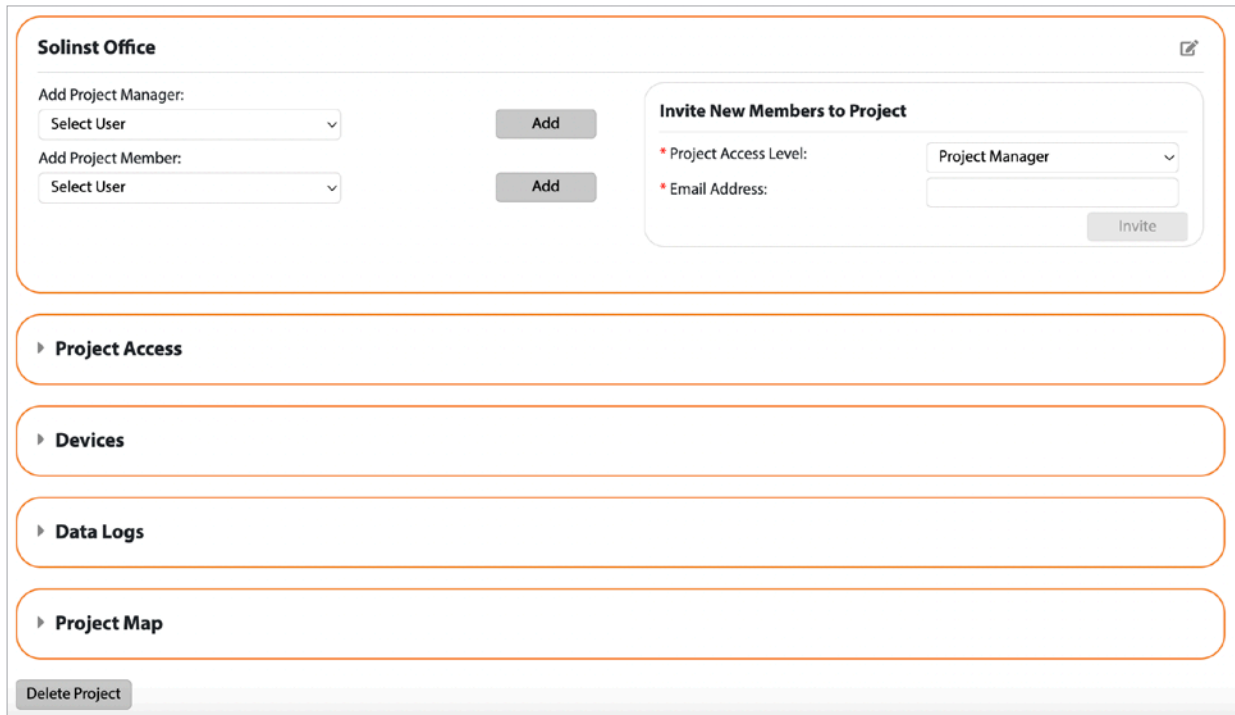 Solinst Office
Add Project Manager:
Select User
Add
Add Project Member:
Select User
Add
Invite New Members to Project
* Project Access Level:
Project Manager
* Email Address:
Invite
Project Access
Devices
Data Logs
Project Map
Delete Project